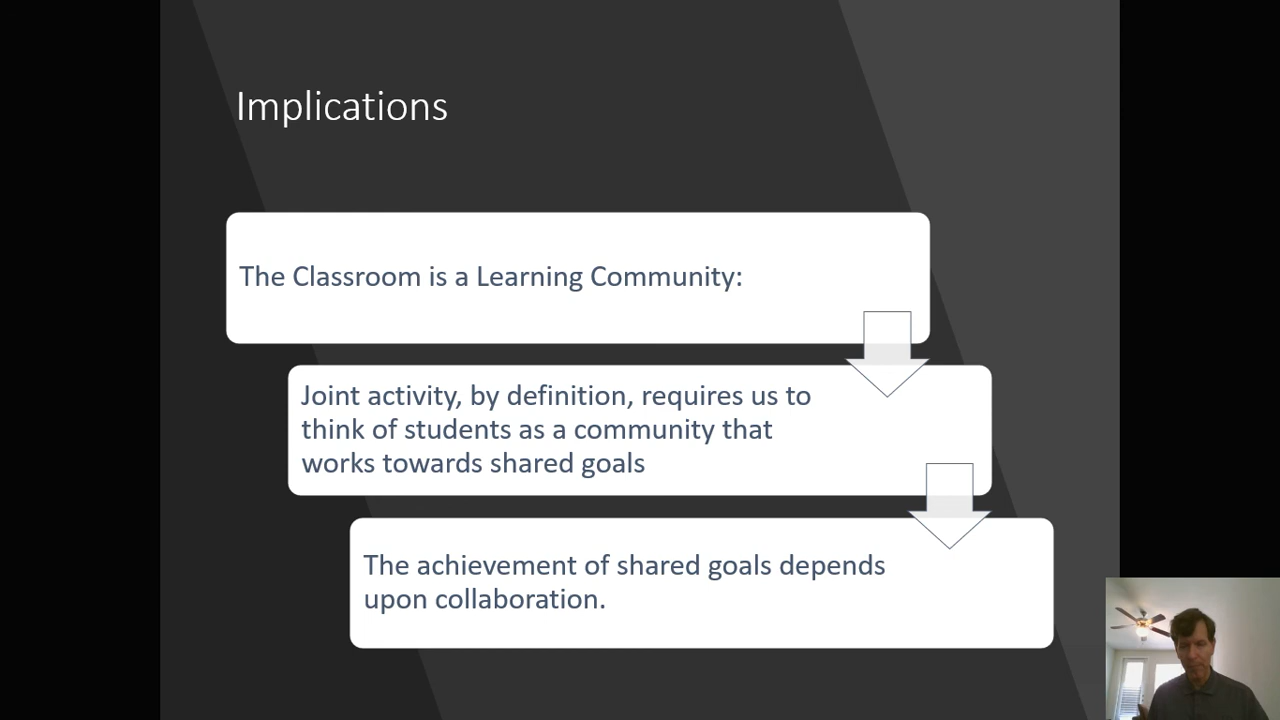 Implications
The Classroom is a Learning Community:
Joint activity, by definition, requires us to
think of students as a community that
works towards shared goals
The achievement of shared goals depends
upon collaboration.